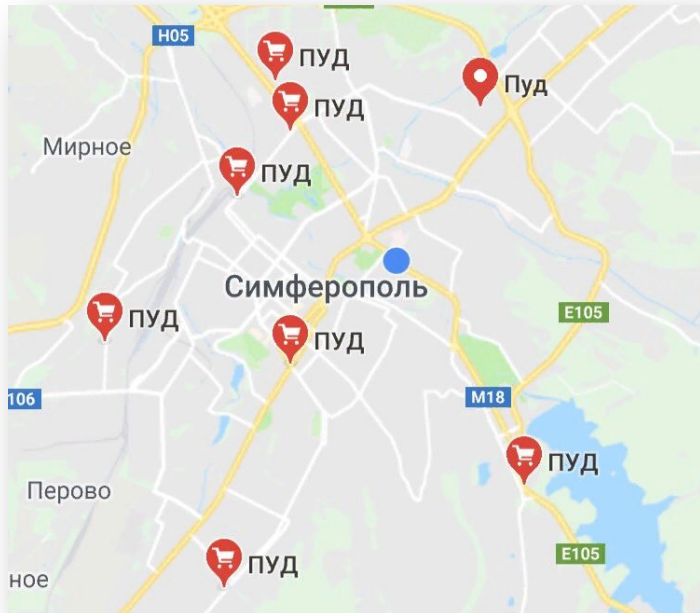 H05
ПУД
Пуд
ПУД
Мирное
ПУД
Симферополь
ПУД
E105
ПУД
106
M18
ПУД
Перово
E105
ПУД
ное